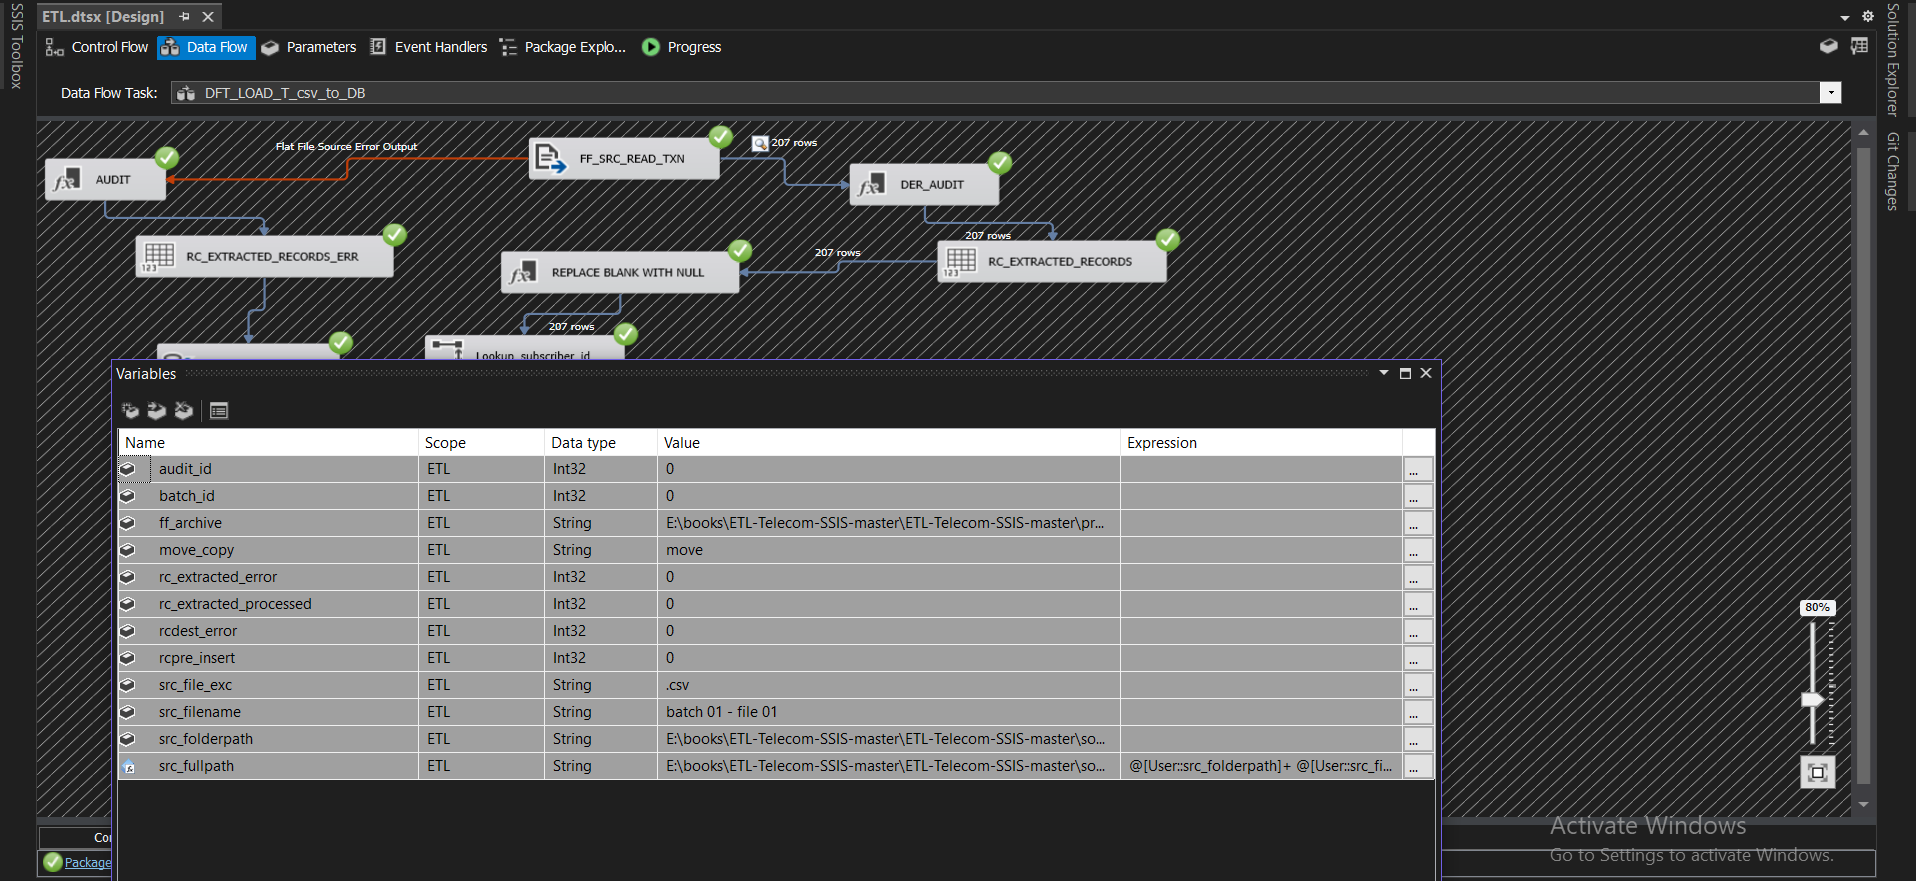 ETL.dtsx [Design]
SSIS Toolbox
Control Flow
Data Flow
Parameters
Event Handlers
Package Explo...
Progress
Solution Explorer
Git Changes
Data Flow Task:
DFT_LOAD_T_csv_to_DB
Flat File Source Error Output
FF_SRC_READ_TXN
207 rows
AUDIT
DER_AUDIT
RC_EXTRACTED_RECORDS_ERR
207 rows
207 rows
RC_EXTRACTED_RECORDS
REPLACE BLANK WITH NULL
207 rows
Lookup_subscriber_id
Variables
Name Scope Data type Value Expression
audit_id ETL Int32 0 ...
batch_id ETL Int32 0 ...
ff_archive ETL String E:\books\ETL-Telecom-SSIS-master\ETL-Telecom-SSIS-master\pr... ...
move_copy ETL String move ...
rc_extracted_error ETL Int32 0 ...
rc_extracted_processed ETL Int32 0 ...
rcdest_error ETL Int32 0 ...
rcpre_insert ETL Int32 0 ...
src_file_exc ETL String .csv ...
src_filename ETL String batch 01 - file 01 ...
src_folderpath ETL String E:\books\ETL-Telecom-SSIS-master\ETL-Telecom-SSIS-master\so... ...
src_fullpath ETL String E:\books\ETL-Telecom-SSIS-master\ETL-Telecom-SSIS-master\so... @[User::src_folderpath]+ @[User::src_fi... ...
80%
Co
Package
Activate Windows
Go to Settings to activate Windows.